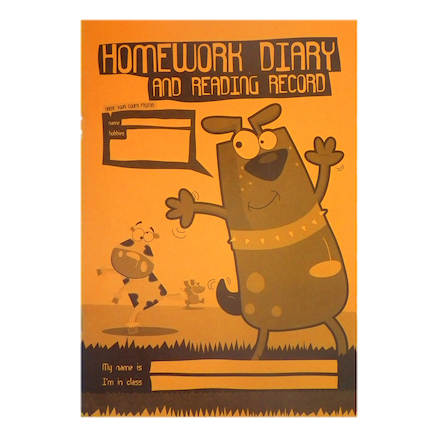 HOMEWORK DIARY
AND READING RECORD
name
hobbies
My name is
I'm in class